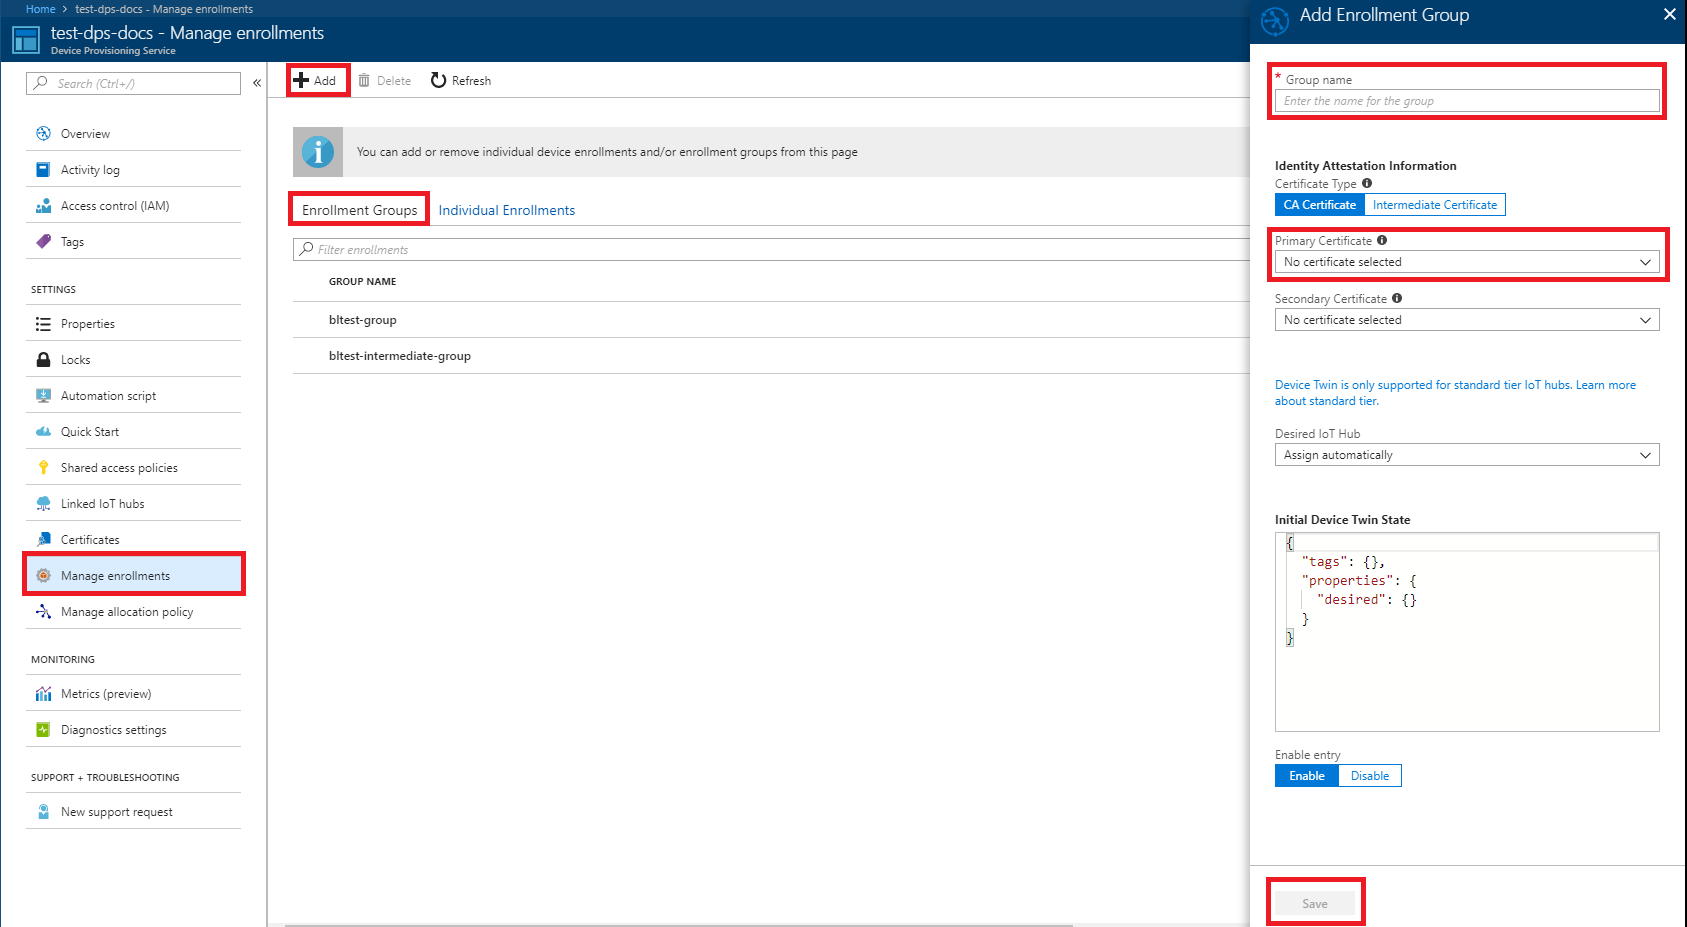 Home > test-dps-docs - Manage enrollments
test-dps-docs - Manage enrollments
Device Provisioning Service
Search (Ctrl+/)
«
Overview
Activity log
Access control (IAM)
Tags
SETTINGS
Properties
Locks
Automation script
Quick Start
Shared access policies
Linked IoT hubs
Certificates
Manage enrollments
Manage allocation policy
MONITORING
Metrics (preview)
Diagnostics settings
SUPPORT + TROUBLESHOOTING
New support request
Add Delete Refresh
You can add or remove individual device enrollments and/or enrollment groups from this page
Enrollment Groups Individual Enrollments
Filter enrollments
GROUP NAME
bltest-group
bltest-intermediate-group
Add Enrollment Group
* Group name
Enter the name for the group
Identity Attestation Information
Certificate Type
CA Certificate Intermediate Certificate
Primary Certificate
No certificate selected
Secondary Certificate
No certificate selected
Device Twin is only supported for standard tier IoT hubs. Learn more
about standard tier.
Desired IoT Hub
Assign automatically
Initial Device Twin State
{
"tags": {},
"properties": {
"desired": {}
}
}
Enable entry
Enable Disable
Save